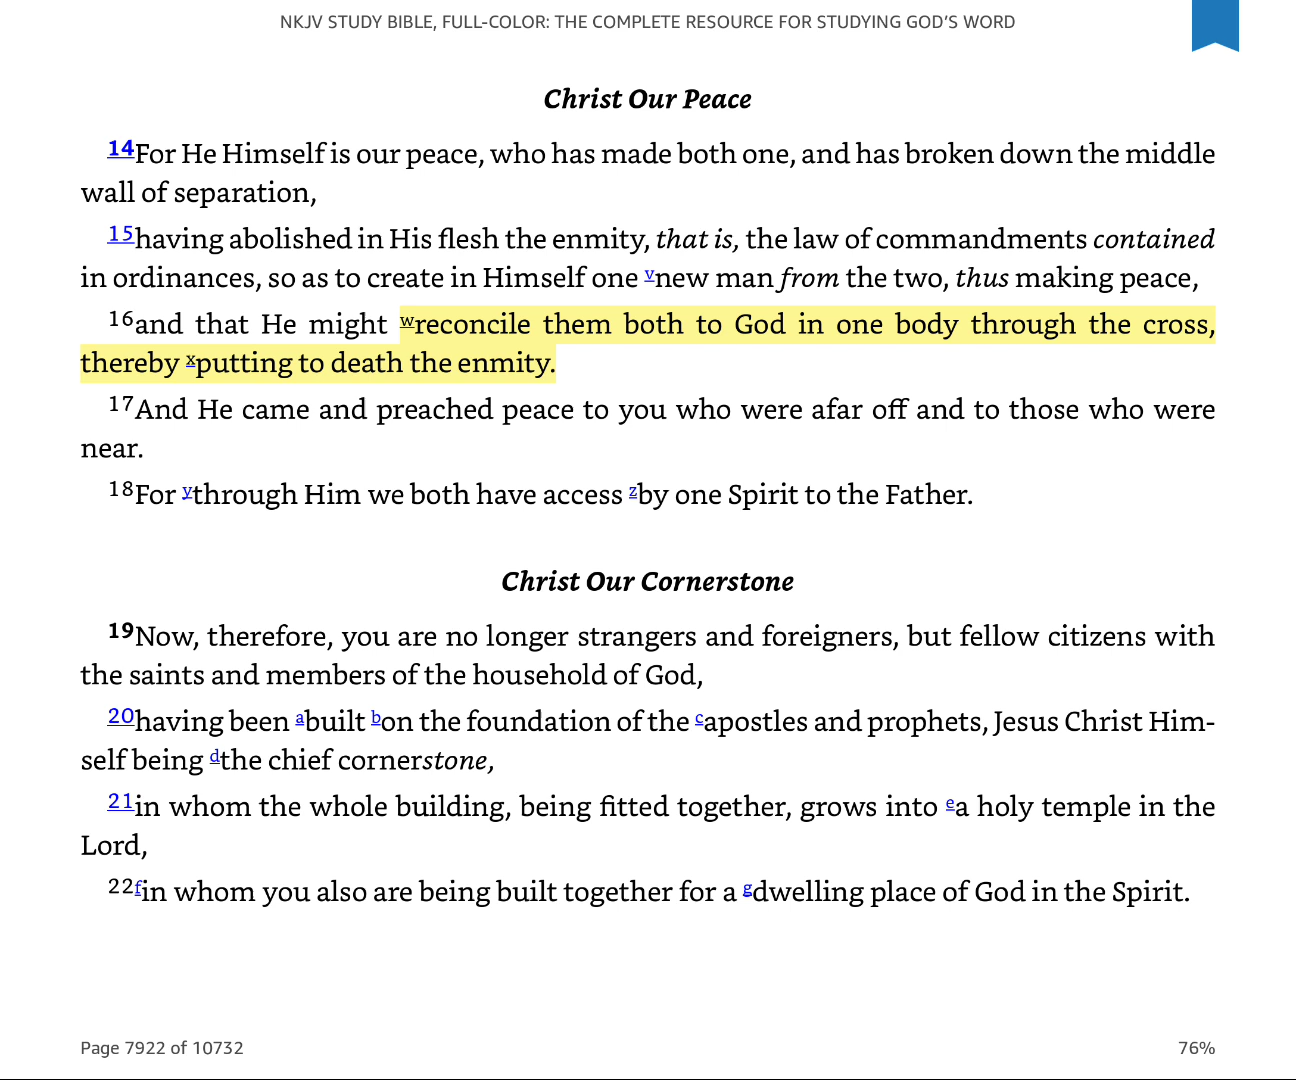 NKJV STUDY BIBLE, FULL-COLOR: THE COMPLETE RESOURCE FOR STUDYING GOD'S WORD
Christ Our Peace
14For He Himself is our peace, who has made both one, and has broken down the middle
wall of separation,
15having abolished in His flesh the enmity, that is, the law of commandments contained
in ordinances, so as to create in Himself one vnew man from the two, thus making peace,
16and that He might wreconcile them both to God in one body through the cross,
thereby xputting to death the enmity.
17And He came and preached peace to you who were afar off and to those who were
near.
18For ythrough Him we both have access zby one Spirit to the Father.
Christ Our Cornerstone
19Now, therefore, you are no longer strangers and foreigners, but fellow citizens with
the saints and members of the household of God,
20having been abuilt bon the foundation of the capostles and prophets, Jesus Christ Him-
self being dthe chief cornerstone,
21in whom the whole building, being fitted together, grows into ea holy temple in the
Lord,
22fin whom you also are being built together for a gdwelling place of God in the Spirit.
Page 7922 of 10732
76%